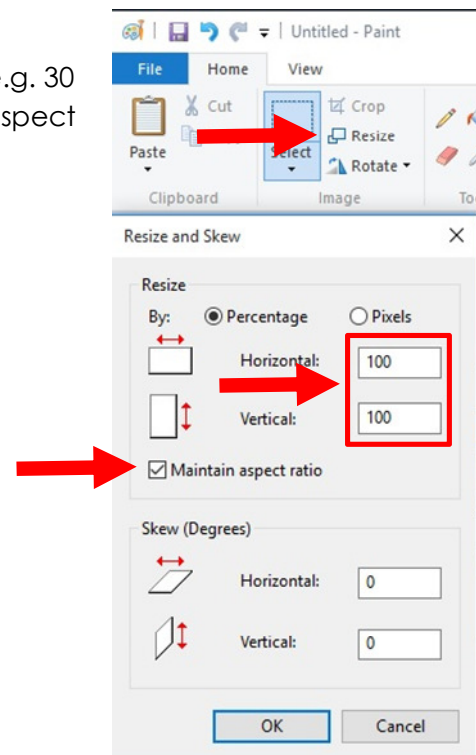 Untitled - Paint
e.g. 30
spect
File Home View
Cut
Crop
Resize
Paste
Select
Rotate
Clipboard
Image
To
Resize and Skew
Resize
By: Percentage Pixels
Horizontal: 100
Vertical: 100
Maintain aspect ratio
Skew (Degrees)
Horizontal: 0
Vertical: 0
OK Cancel